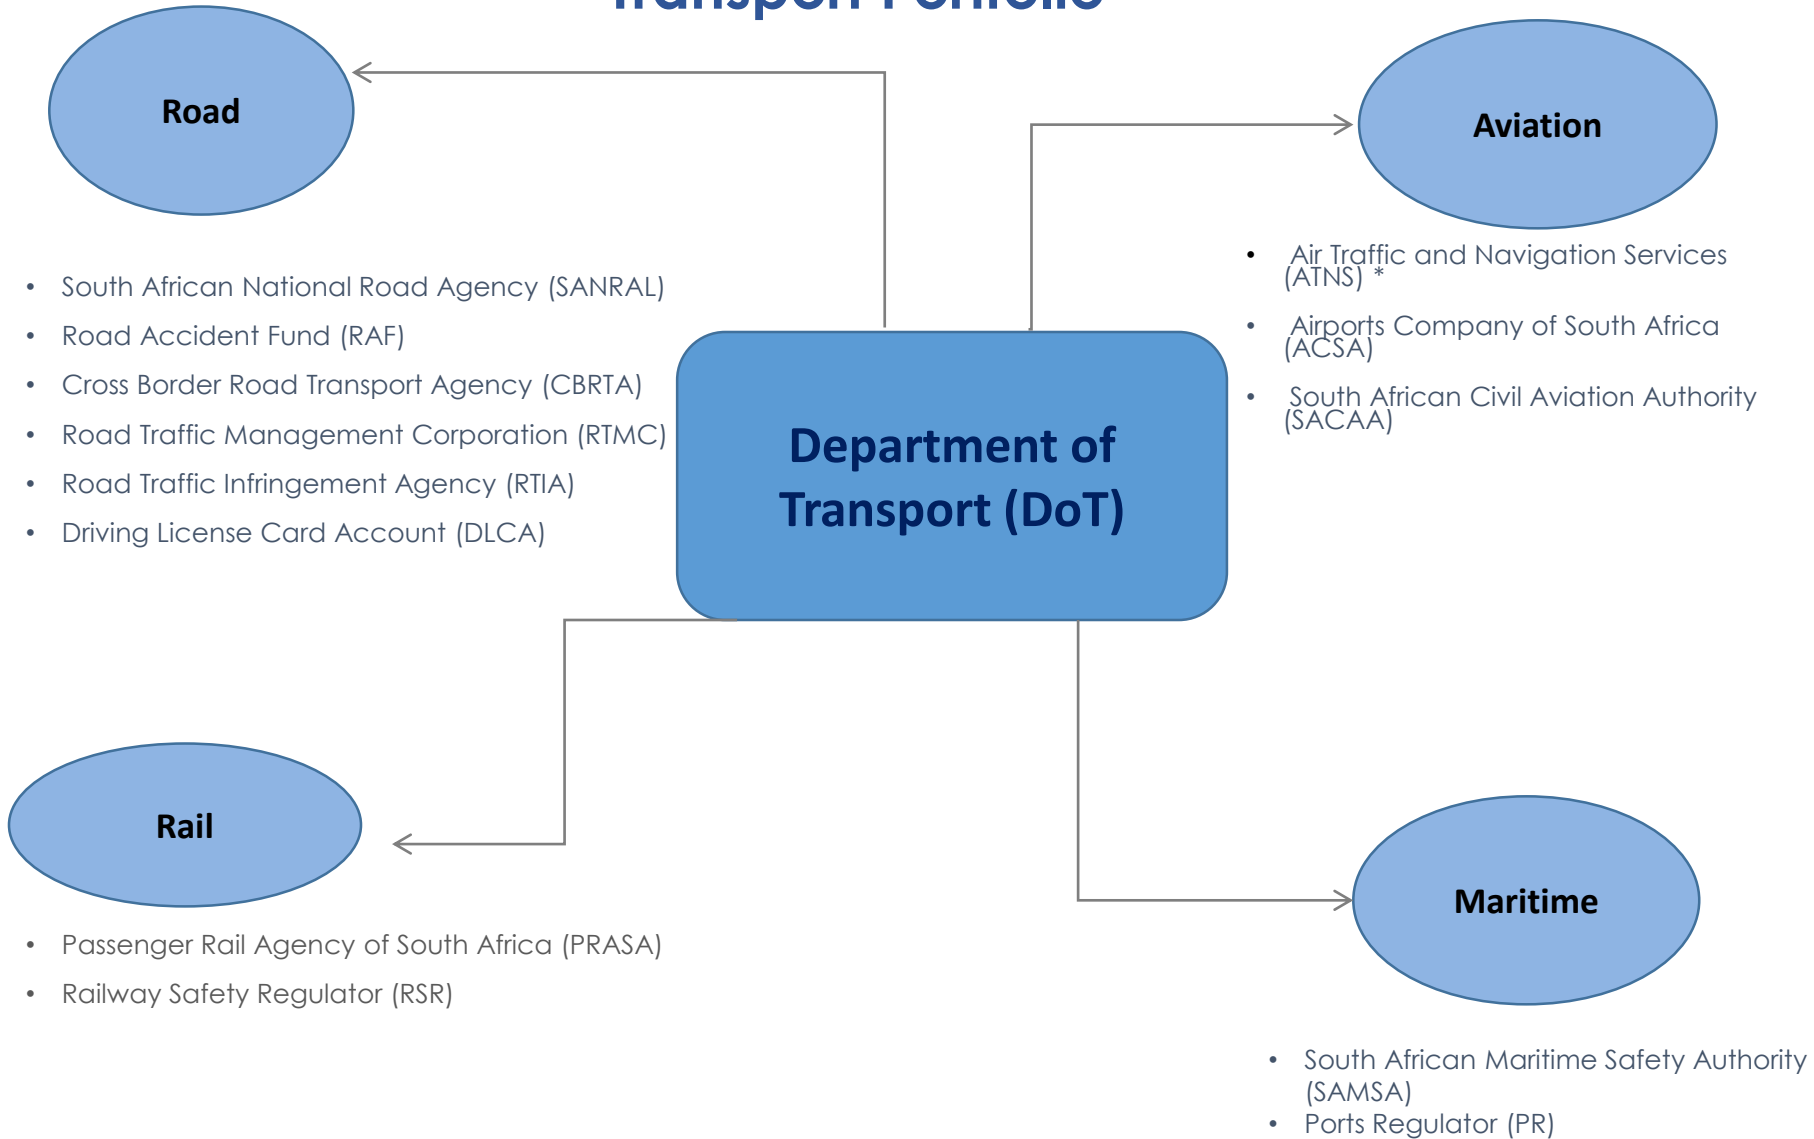 Transport Portfolio
Road
Aviation
• South African National Road Agency (SANRAL)
• Road Accident Fund (RAF)
• Cross Border Road Transport Agency (CBRTA)
• Road Traffic Management Corporation (RTMC)
• Road Traffic Infringement Agency (RTIA)
• Driving License Card Account (DLCA)
• Air Traffic and Navigation Services
(ATNS) *
• Airports Company of South Africa
(ACSA)
• South African Civil Aviation Authority
(SACAA)
Department of
Transport (DoT)
Rail
• Passenger Rail Agency of South Africa (PRASA)
• Railway Safety Regulator (RSR)
Maritime
• South African Maritime Safety Authority
(SAMSA)
• Ports Regulator (PR)